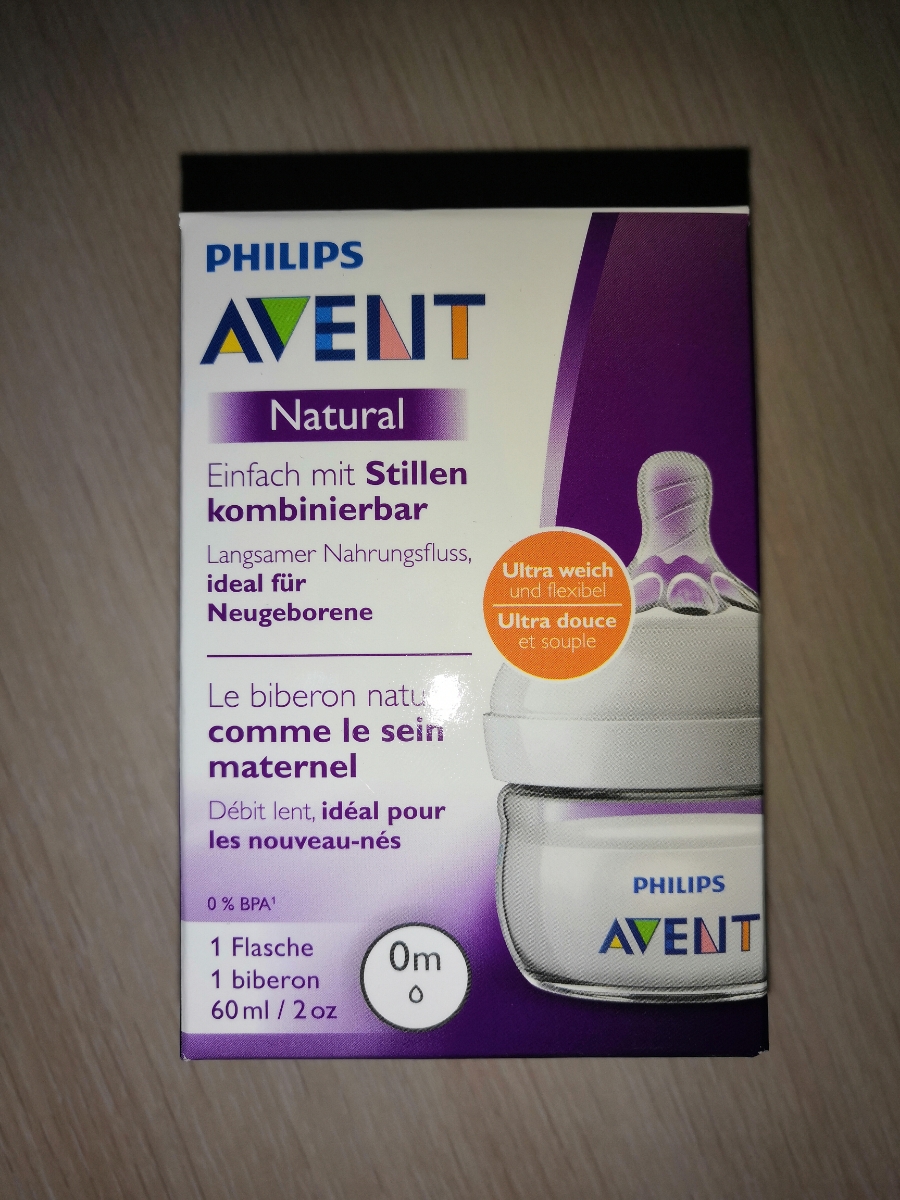 PHILIPS
AVENT
Natural
Einfach mit Stillen
kombinierbar
Langsamer Nahrungsfluss,
ideal für
Neugeborene
Ultra weich
und flexibel
Ultra douce
et souple
Le biberon
comme le sein
maternel
Débit lent, idéal pour
les nouveau-nés
0 % BPA¹
1 Flasche
1 biberon
60 ml / 2 oz
0m
PHILIPS
AVENT